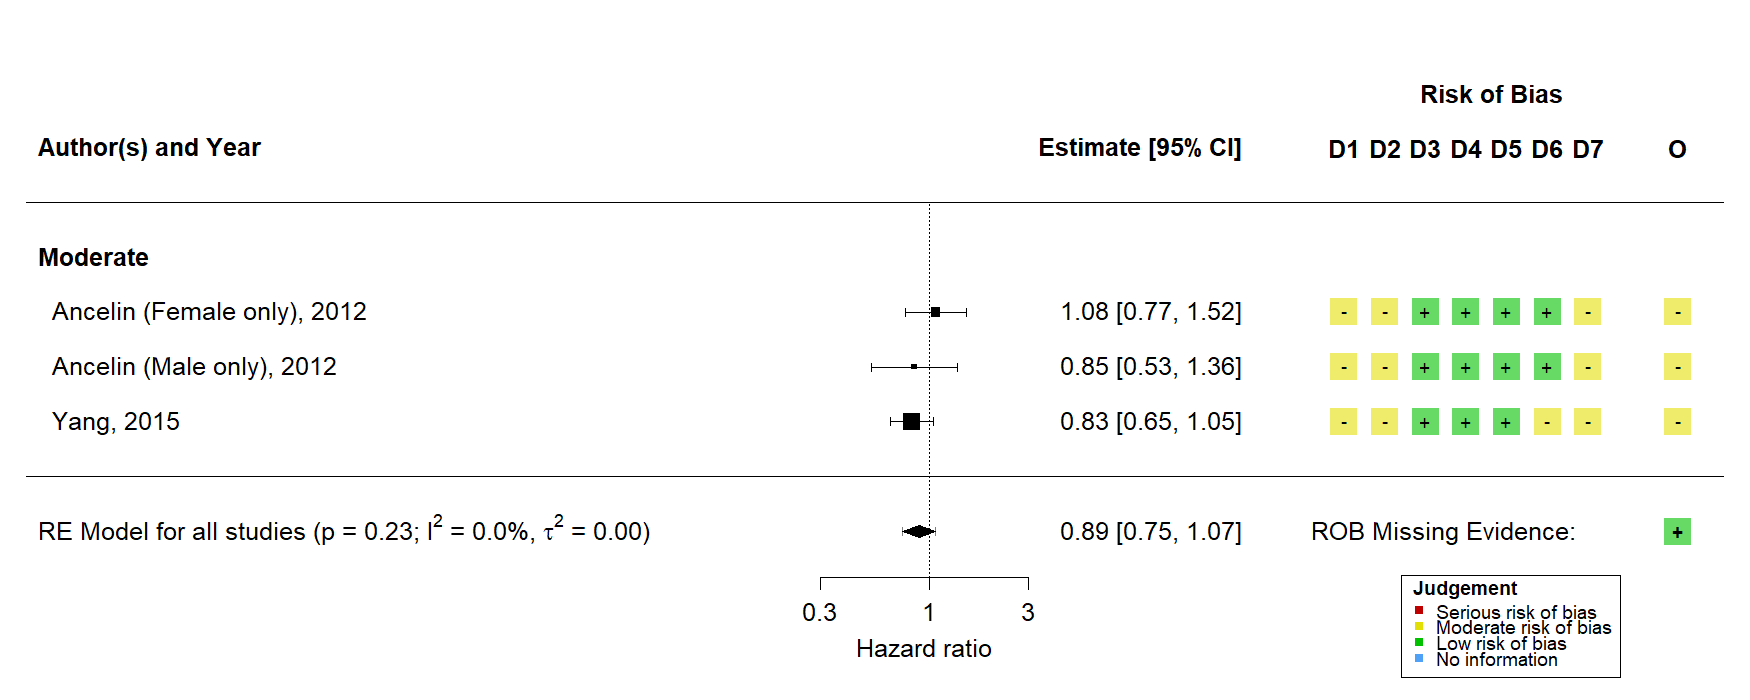 Risk of Bias
Author(s) and Year Estimate [95% CI] D1 D2 D3 D4 D5 D6 D7 O
Moderate
Ancelin (Female only), 2012 1.08 [0.77, 1.52] - - + + + + - -
Ancelin (Male only), 2012 0.85 [0.53, 1.36] - - + + + + - -
Yang, 2015 0.83 [0.65, 1.05] - - + + + - - -
RE Model for all studies (p = 0.23; I² = 0.0%, τ² = 0.00) 0.89 [0.75, 1.07] ROB Missing Evidence: +
0.3 1 3
Hazard ratio
Judgement
Serious risk of bias
Moderate risk of bias
Low risk of bias
No information